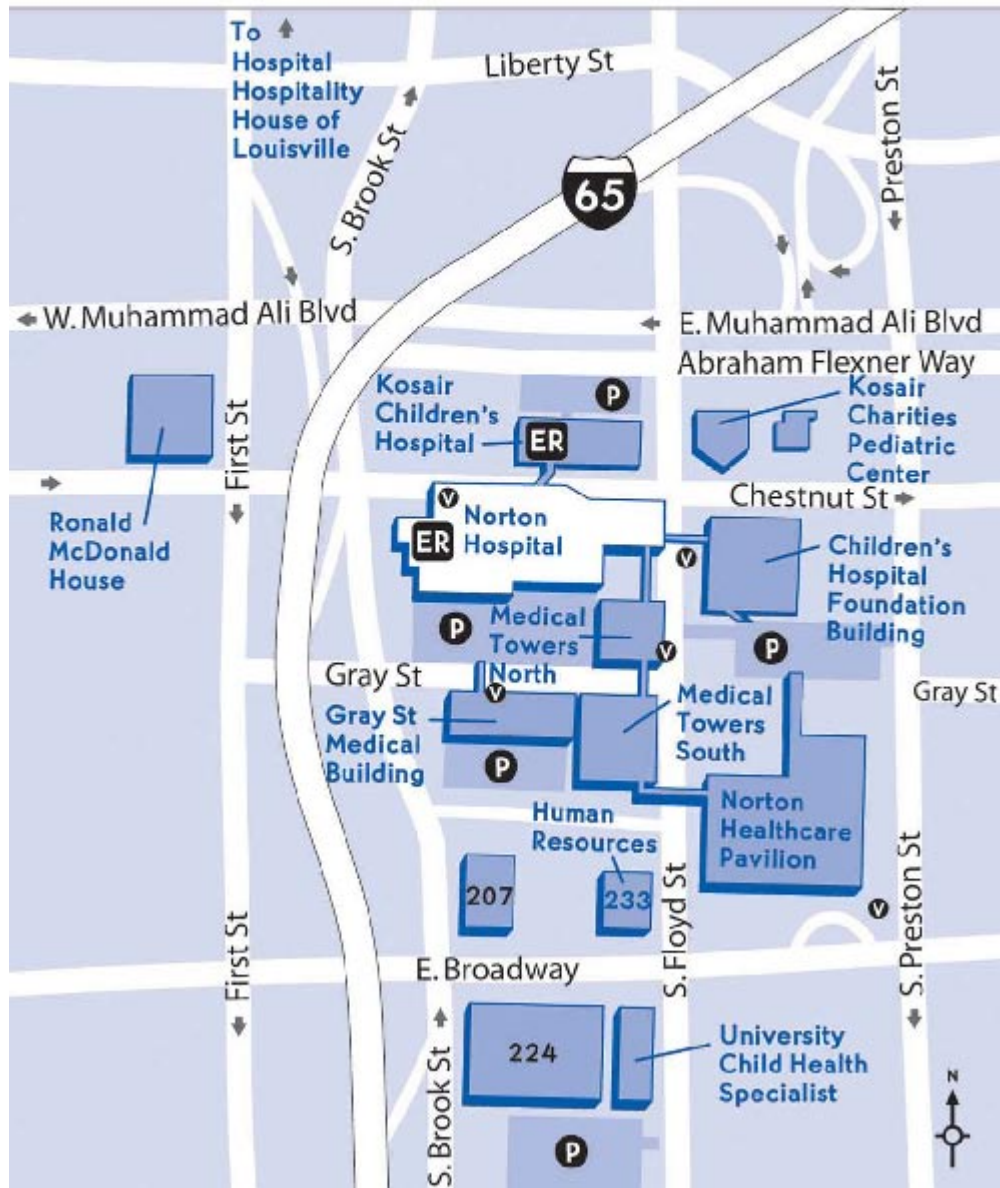 To
Hospital
Hospitality
House of
Louisville
Liberty St
S. Brook St
Preston St
65
W. Muhammad Ali Blvd
E. Muhammad Ali Blvd
Abraham Flexner Way
First St
Kosair
Children's
Hospital
ER
P
Kosair
Charities
Pediatric
Center
Chestnut St
Ronald
McDonald
House
V
Norton
Hospital
ER
V
Children's
Hospital
Foundation
Building
P
Medical
Towers
North
V
P
Gray St
V
Gray St
Gray St
Medical
Building
P
Medical
Towers
South
Norton
Healthcare
Pavilion
Human
Resources
207
233
V
First St
S. Floyd St
S. Preston St
E. Broadway
224
University
Child Health
Specialist
S. Brook St
P
N